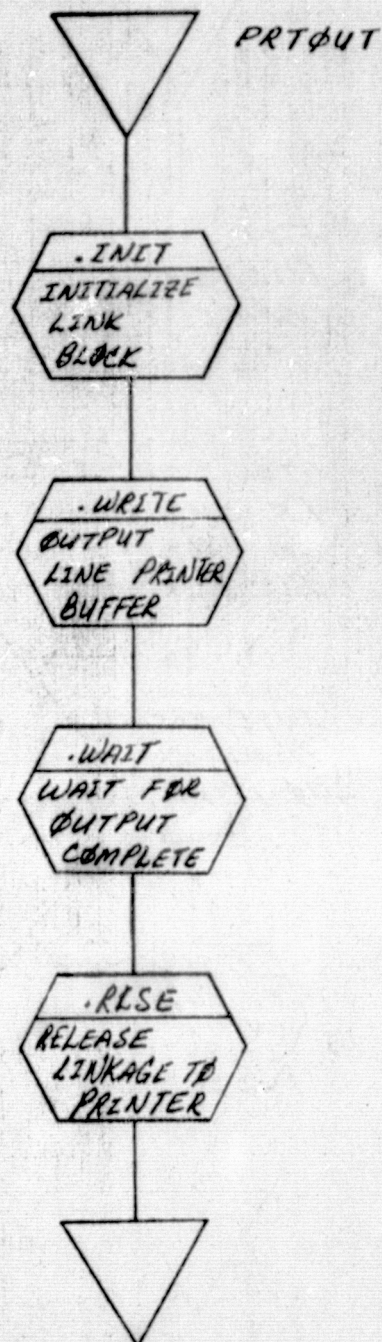 PRTØUT
.INIT
INITIALIZE
LINK
BLØCK
.WRITE
ØUTPUT
LINE PRINTER
BUFFER
.WAIT
WAIT FØR
ØUTPUT
CØMPLETE
.RLSE
RELEASE
LINKAGE TØ
PRINTER